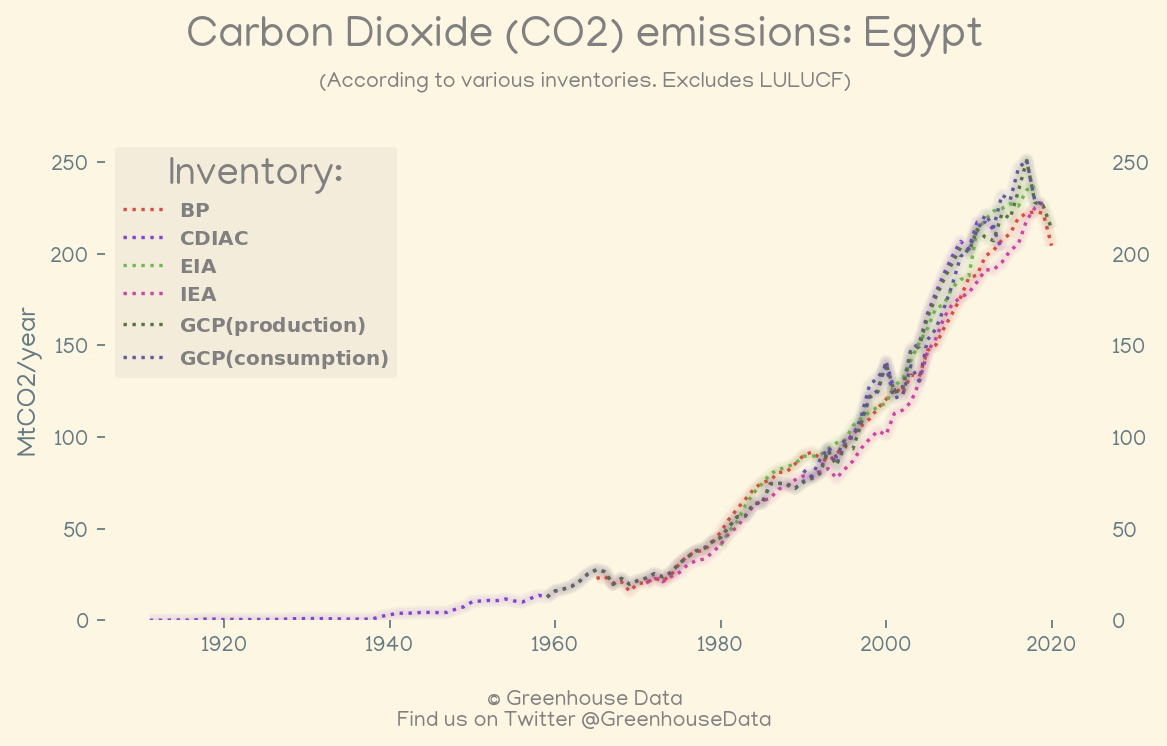 Carbon Dioxide (CO2) emissions: Egypt
(According to various inventories. Excludes LULUCF)
Inventory:
BP
CDIAC
EIA
IEA
GCP(production)
GCP(consumption)
MtCO2/year
250
200
150
100
50
0
250
200
150
100
50
0
1920
1940
1960
1980
2000
2020
© Greenhouse Data
Find us on Twitter @GreenhouseData